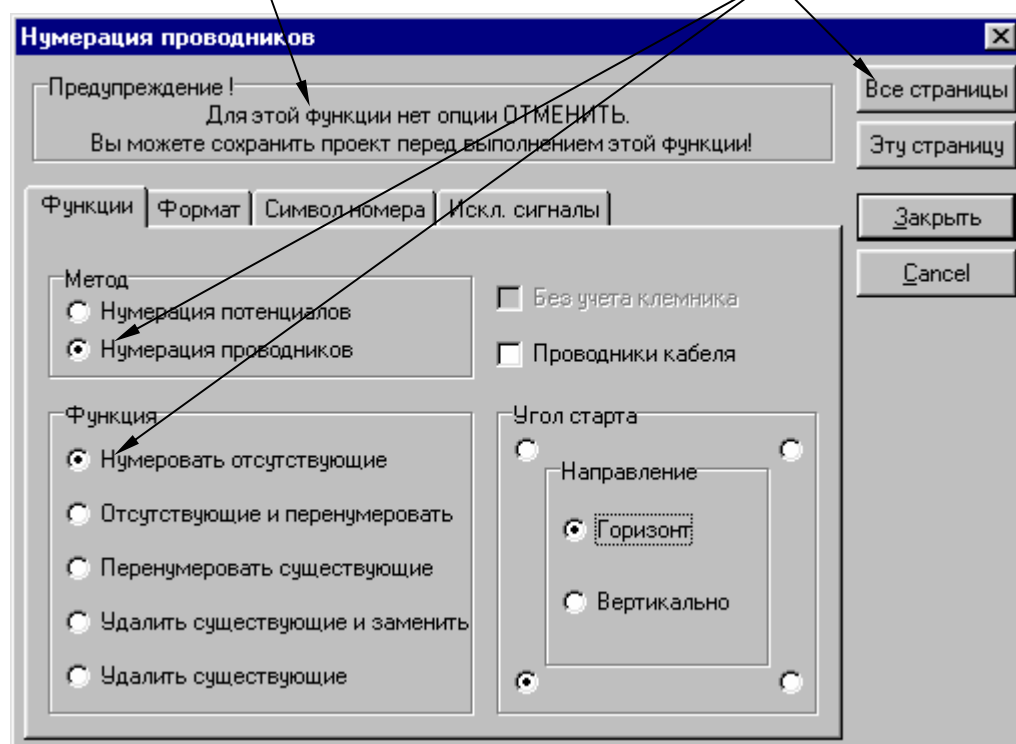 Нумерация проводников
Предупреждение !
Для этой функции нет опции ОТМЕНИТЬ.
Вы можете сохранить проект перед выполнением этой функции!
Все страницы
Эту страницу
Закрыть
Cancel
Функции
Формат
Символ номера
Искл. сигналы
Метод
Нумерация потенциалов
Нумерация проводников
Без учета клемника
Проводники кабеля
Функция
Нумеровать отсутствующие
Отсутствующие и перенумеровать
Перенумеровать существующие
Удалить существующие и заменить
Удалить существующие
Угол старта
Направление
Горизонт
Вертикально